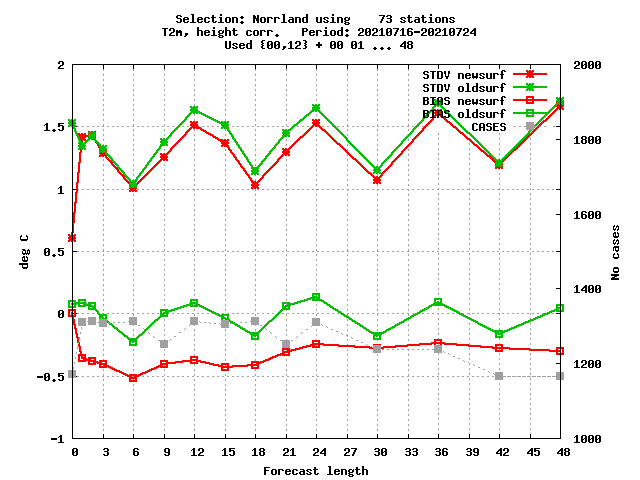 Selection: Norrland using    73 stations
T2m, height corr.   Period: 20210716-20210724
Used {00,12} + 00 01 ... 48
STDV newsurf
STDV oldsurf
BIAS newsurf
BIAS oldsurf
CASES
2
1.5
1
0.5
0
-0.5
-1
deg C
2000
1800
1600
1400
1200
1000
No cases
0 3 6 9 12 15 18 21 24 27 30 33 36 39 42 45 48
Forecast length